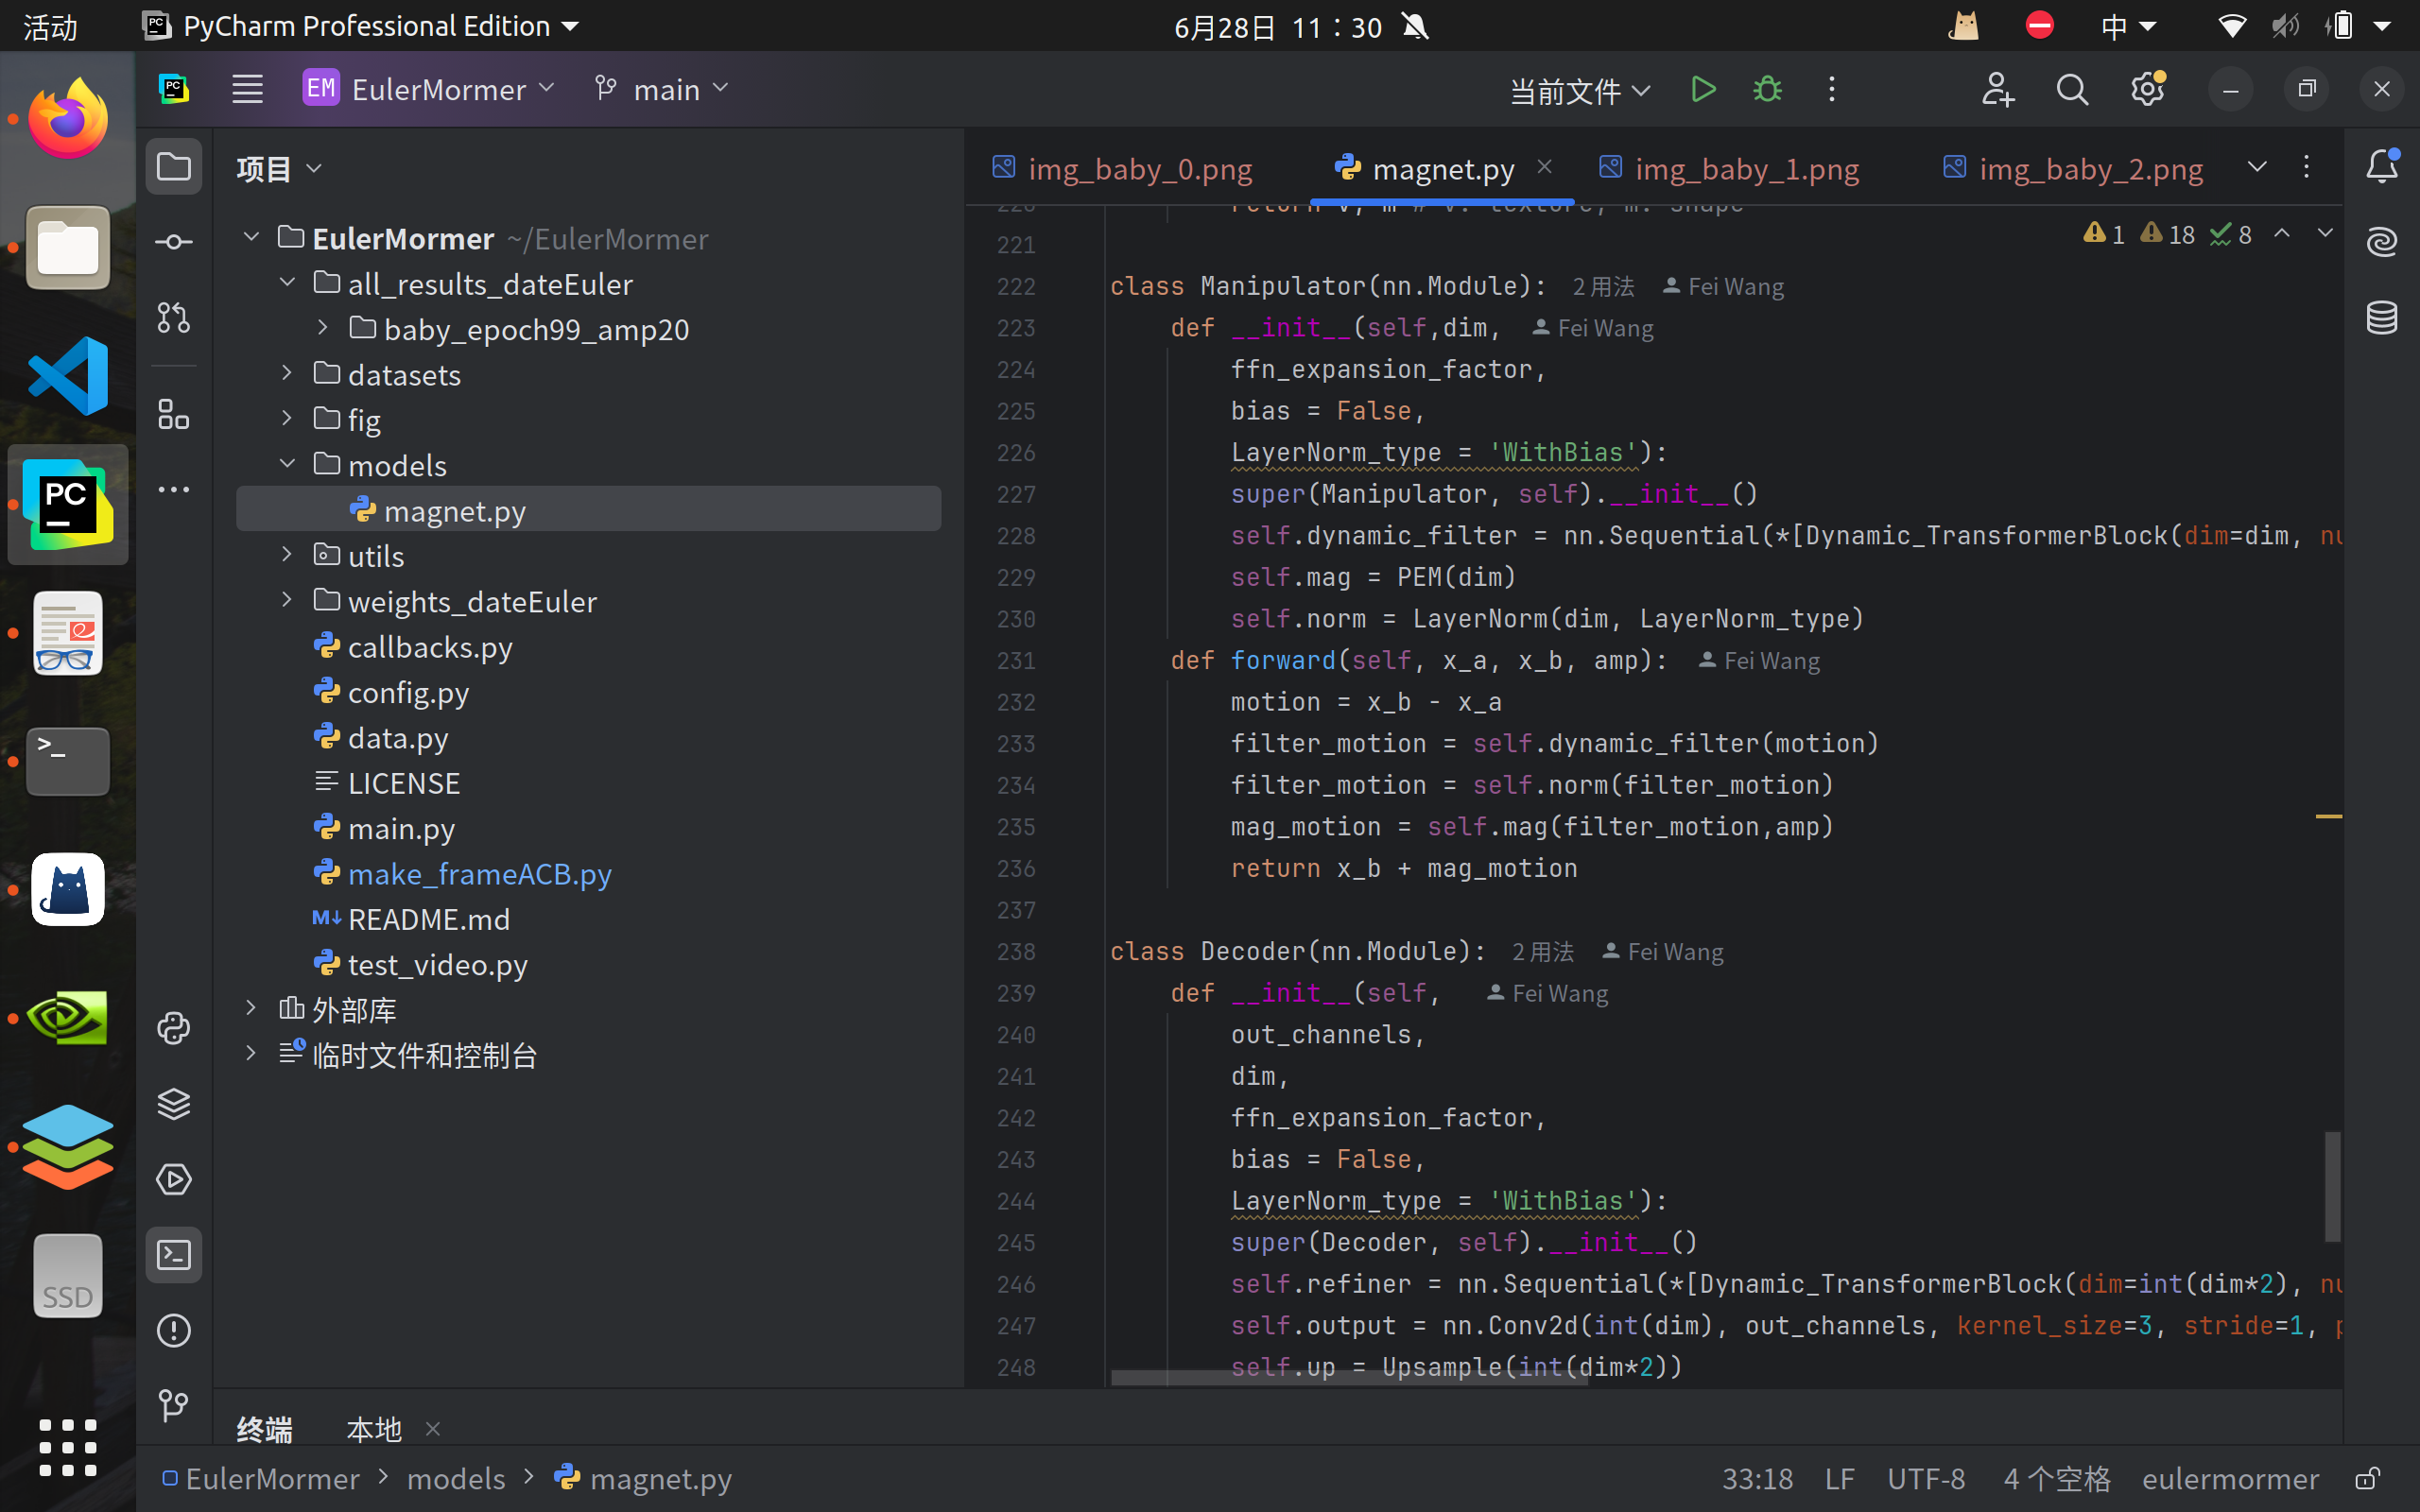 活动 PyCharm Professional Edition 6月28日 11：30 中
PC EM EulerMormer main 当前文件
项目
img_baby_0.png magnet.py img_baby_1.png img_baby_2.png
EulerMormer ~/EulerMormer
all_results_dateEuler
baby_epoch99_amp20
datasets
fig
models
magnet.py
utils
weights_dateEuler
callbacks.py
config.py
data.py
LICENSE
main.py
make_frameACB.py
M↓ README.md
test_video.py
外部库
临时文件和控制台
PC
>_
SSD
1 18 8
221
222 class Manipulator(nn.Module): 2 用法 Fei Wang
223 def __init__(self,dim, Fei Wang
224 ffn_expansion_factor,
225 bias = False,
226 LayerNorm_type = 'WithBias'):
227 super(Manipulator, self).__init__()
228 self.dynamic_filter = nn.Sequential(*[Dynamic_TransformerBlock(dim=dim, nu
229 self.mag = PEM(dim)
230 self.norm = LayerNorm(dim, LayerNorm_type)
231 def forward(self, x_a, x_b, amp): Fei Wang
232 motion = x_b - x_a
233 filter_motion = self.dynamic_filter(motion)
234 filter_motion = self.norm(filter_motion)
235 mag_motion = self.mag(filter_motion,amp)
236 return x_b + mag_motion
237
238 class Decoder(nn.Module): 2 用法 Fei Wang
239 def __init__(self, Fei Wang
240 out_channels,
241 dim,
242 ffn_expansion_factor,
243 bias = False,
244 LayerNorm_type = 'WithBias'):
245 super(Decoder, self).__init__()
246 self.refiner = nn.Sequential(*[Dynamic_TransformerBlock(dim=int(dim*2), nu
247 self.output = nn.Conv2d(int(dim), out_channels, kernel_size=3, stride=1, p
248 self.up = Upsample(int(dim*2))
终端 本地
EulerMormer > models > magnet.py 33:18 LF UTF-8 4 个空格 eulermormer